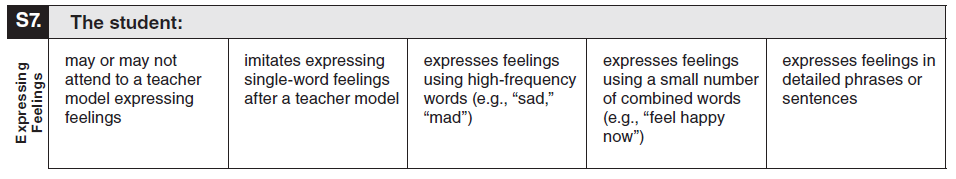 S7. The student:
Expressing
Feelings
may or may not
attend to a teacher
model expressing
feelings
imitates expressing
single-word feelings
after a teacher model
expresses feelings
using high-frequency
words (e.g., “sad,”
“mad”)
expresses feelings
using a small number
of combined words
(e.g., “feel happy
now”)
expresses feelings in
detailed phrases or
sentences